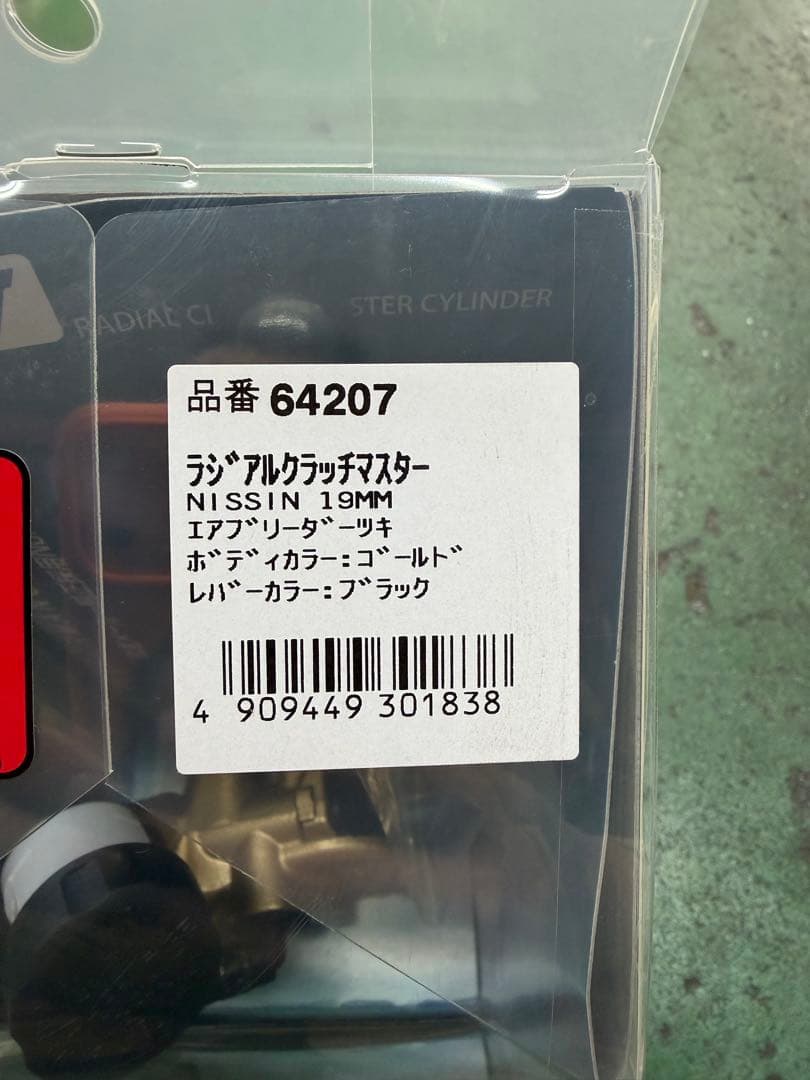 RADIAL CL
STER CYLINDER
品番 64207
ﾗｼﾞｱﾙｸﾗｯﾁﾏｽﾀｰ
NISSIN 19MM
ｴｱﾌﾞﾘｰﾀﾞｰﾂｷ
ﾎﾞﾃﾞｨｶﾗｰ:ｺﾞｰﾙﾄﾞ
ﾚﾊﾞｰｶﾗｰ:ﾌﾞﾗｯｸ
4 909449 301838